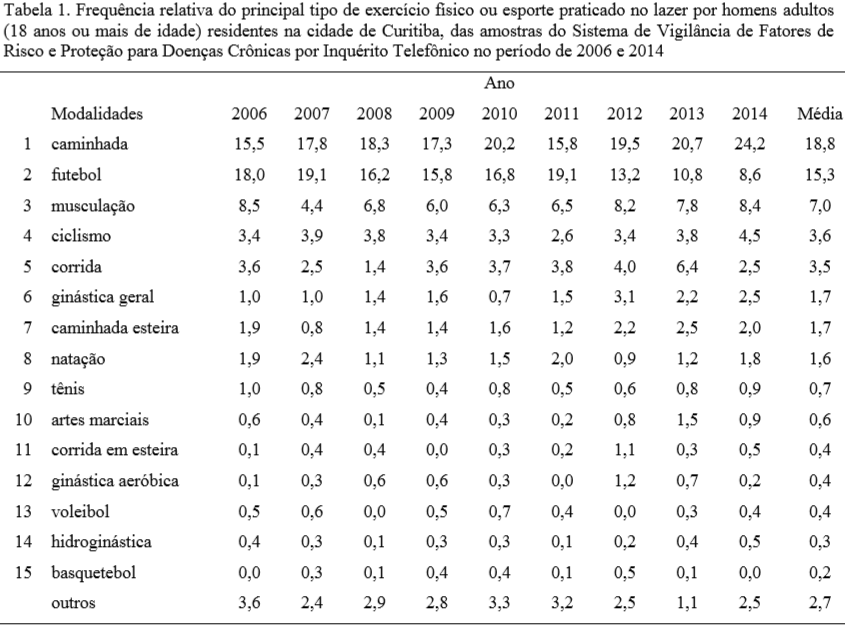 Tabela 1. Frequência relativa do principal tipo de exercício físico ou esporte praticado no lazer por homens adultos
(18 anos ou mais de idade) residentes na cidade de Curitiba, das amostras do Sistema de Vigilância de Fatores de
Risco e Proteção para Doenças Crônicas por Inquérito Telefônico no período de 2006 e 2014
Ano
Modalidades 2006 2007 2008 2009 2010 2011 2012 2013 2014 Média
1 caminhada 15,5 17,8 18,3 17,3 20,2 15,8 19,5 20,7 24,2 18,8
2 futebol 18,0 19,1 16,2 15,8 16,8 19,1 13,2 10,8 8,6 15,3
3 musculação 8,5 4,4 6,8 6,0 6,3 6,5 8,2 7,8 8,4 7,0
4 ciclismo 3,4 3,9 3,8 3,4 3,3 2,6 3,4 3,8 4,5 3,6
5 corrida 3,6 2,5 1,4 3,6 3,7 3,8 4,0 6,4 2,5 3,5
6 ginástica geral 1,0 1,0 1,4 1,6 0,7 1,5 3,1 2,2 2,5 1,7
7 caminhada esteira 1,9 0,8 1,4 1,4 1,6 1,2 2,2 2,5 2,0 1,7
8 natação 1,9 2,4 1,1 1,3 1,5 2,0 0,9 1,2 1,8 1,6
9 tênis 1,0 0,8 0,5 0,4 0,8 0,5 0,6 0,8 0,9 0,7
10 artes marciais 0,6 0,4 0,1 0,4 0,3 0,2 0,8 1,5 0,9 0,6
11 corrida em esteira 0,1 0,4 0,4 0,0 0,3 0,2 1,1 0,3 0,5 0,4
12 ginástica aeróbica 0,1 0,3 0,6 0,6 0,3 0,0 1,2 0,7 0,2 0,4
13 voleibol 0,5 0,6 0,0 0,5 0,7 0,4 0,0 0,3 0,4 0,4
14 hidroginástica 0,4 0,3 0,1 0,3 0,3 0,1 0,2 0,4 0,5 0,3
15 basquetebol 0,0 0,3 0,1 0,4 0,4 0,1 0,5 0,1 0,0 0,2
outros 3,6 2,4 2,9 2,8 3,3 3,2 2,5 1,1 2,5 2,7